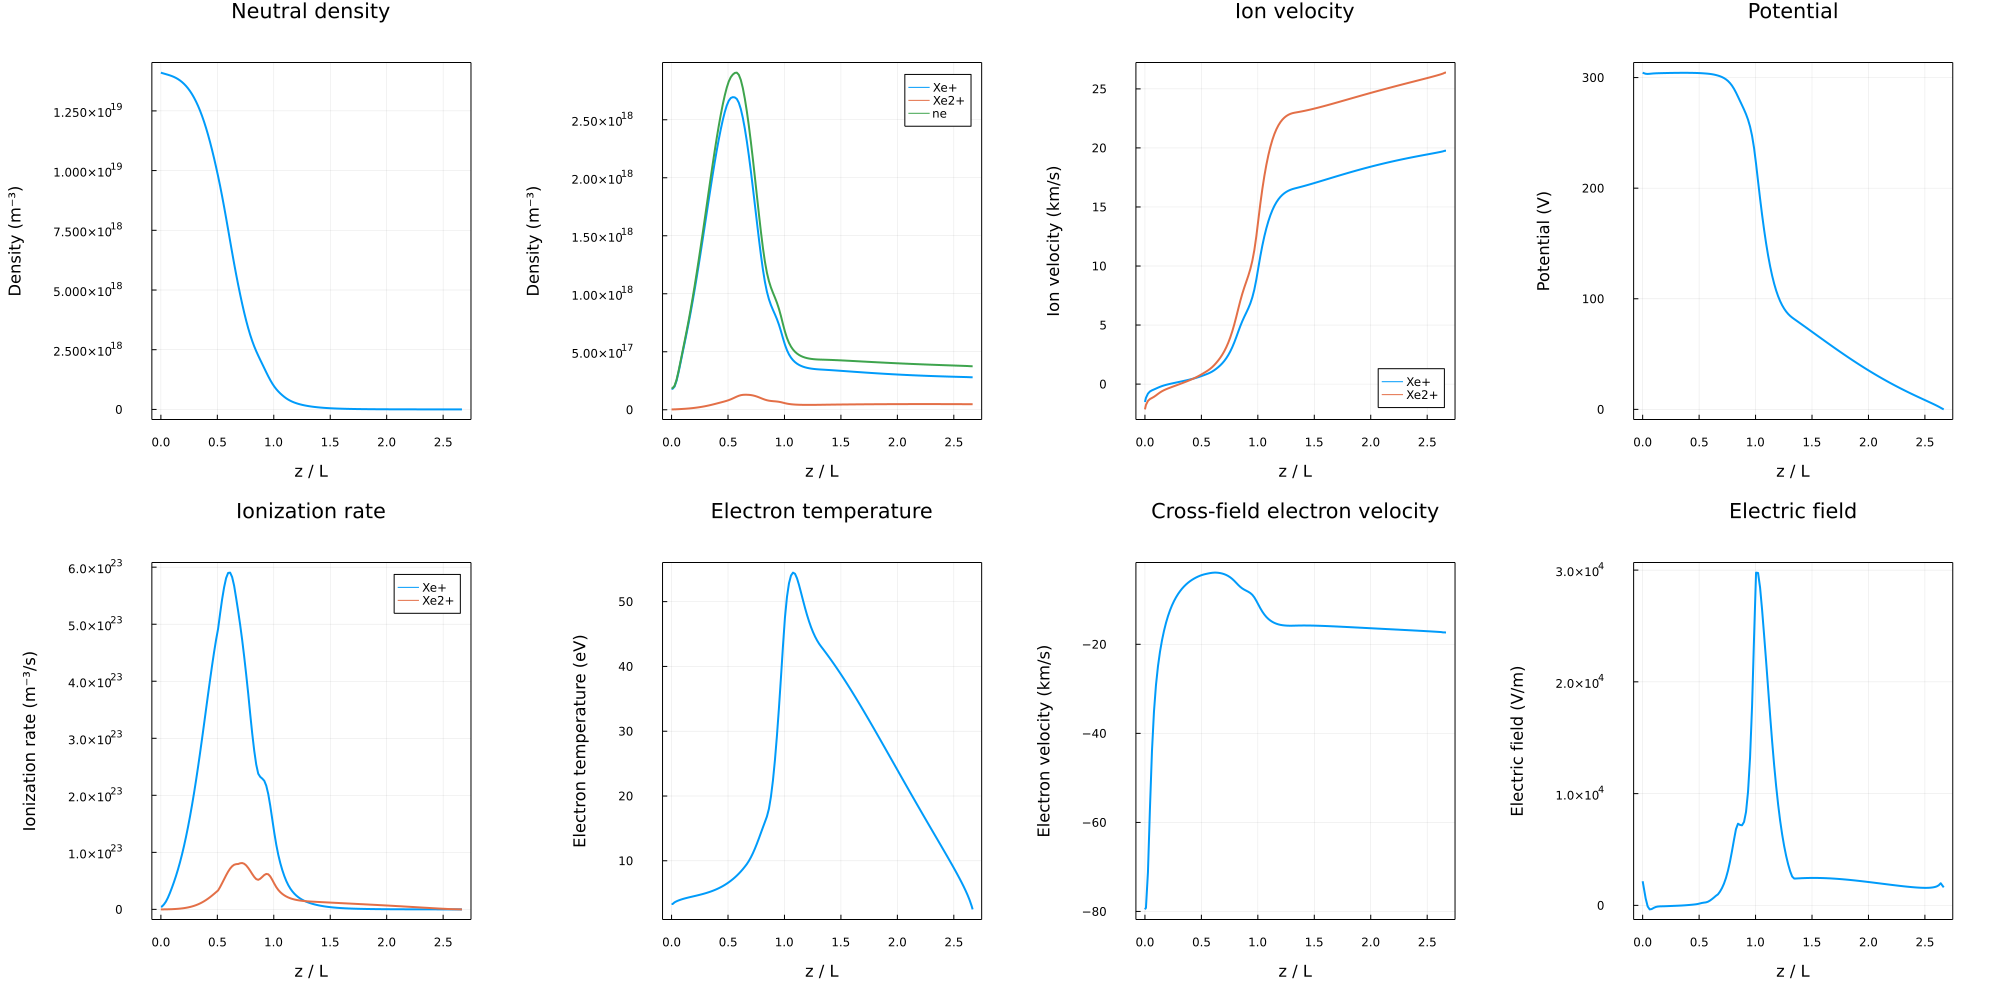 Neutral density
Density (m⁻³)
1.250×10¹⁹
1.000×10¹⁹
7.500×10¹⁸
5.000×10¹⁸
2.500×10¹⁸
0
0.0 0.5 1.0 1.5 2.0 2.5
z / L
Density (m⁻³)
2.50×10¹⁸
2.00×10¹⁸
1.50×10¹⁸
1.00×10¹⁸
5.00×10¹⁷
0
Xe+
Xe2+
ne
0.0 0.5 1.0 1.5 2.0 2.5
z / L
Ion velocity
Ion velocity (km/s)
25
20
15
10
5
0
Xe+
Xe2+
0.0 0.5 1.0 1.5 2.0 2.5
z / L
Potential
Potential (V)
300
200
100
0
0.0 0.5 1.0 1.5 2.0 2.5
z / L
Ionization rate
Ionization rate (m⁻³/s)
6.0×10²³
5.0×10²³
4.0×10²³
3.0×10²³
2.0×10²³
1.0×10²³
0
Xe+
Xe2+
0.0 0.5 1.0 1.5 2.0 2.5
z / L
Electron temperature
Electron temperature (eV)
50
40
30
20
10
0.0 0.5 1.0 1.5 2.0 2.5
z / L
Cross-field electron velocity
Electron velocity (km/s)
−20
−40
−60
−80
0.0 0.5 1.0 1.5 2.0 2.5
z / L
Electric field
Electric field (V/m)
3.0×10⁴
2.0×10⁴
1.0×10⁴
0
0.0 0.5 1.0 1.5 2.0 2.5
z / L